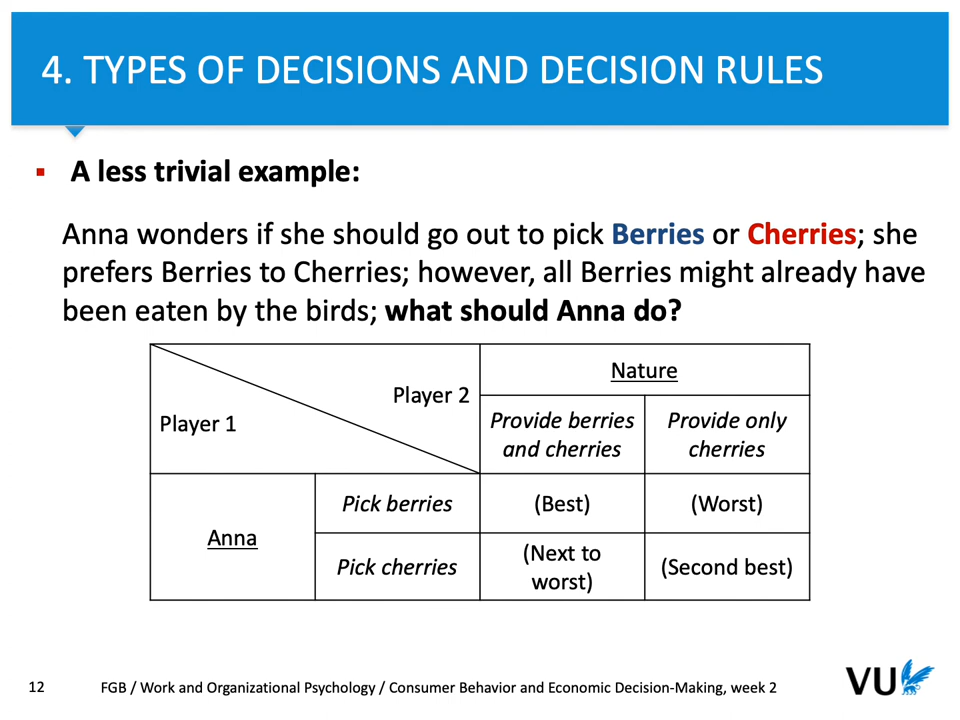 4. TYPES OF DECISIONS AND DECISION RULES
▪ A less trivial example:
Anna wonders if she should go out to pick Berries or Cherries; she
prefers Berries to Cherries; however, all Berries might already have
been eaten by the birds; what should Anna do?
Player 2
Player 1
Nature
Provide berries
and cherries
Provide only
cherries
Anna
Pick berries
(Best)
(Worst)
Pick cherries
(Next to
worst)
(Second best)
12
FGB / Work and Organizational Psychology / Consumer Behavior and Economic Decision-Making, week 2
VU